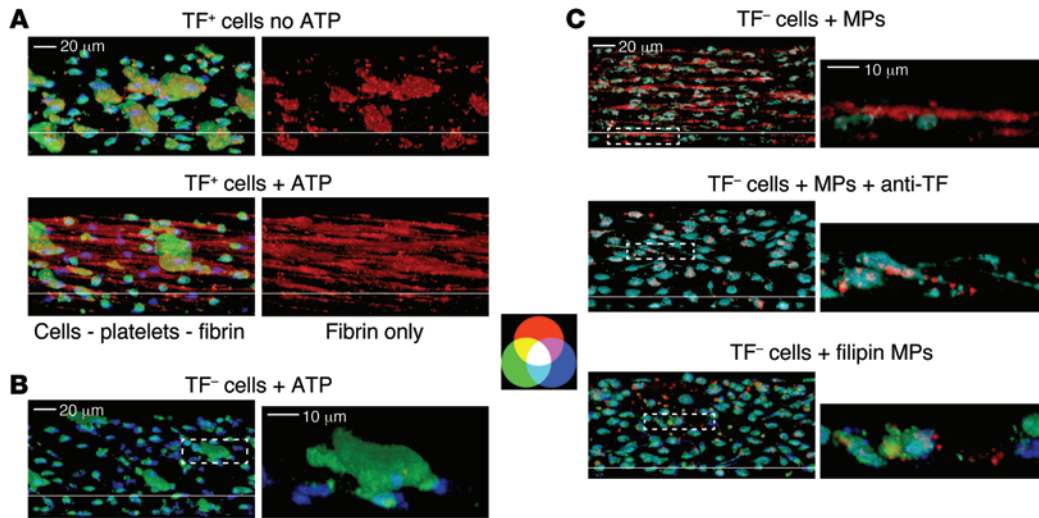 A
TF⁺ cells no ATP
20 μm
TF⁺ cells + ATP
Cells - platelets - fibrin
Fibrin only
B
TF⁻ cells + ATP
20 μm
10 μm
C
TF⁻ cells + MPs
20 μm
10 μm
TF⁻ cells + MPs + anti-TF
TF⁻ cells + filipin MPs